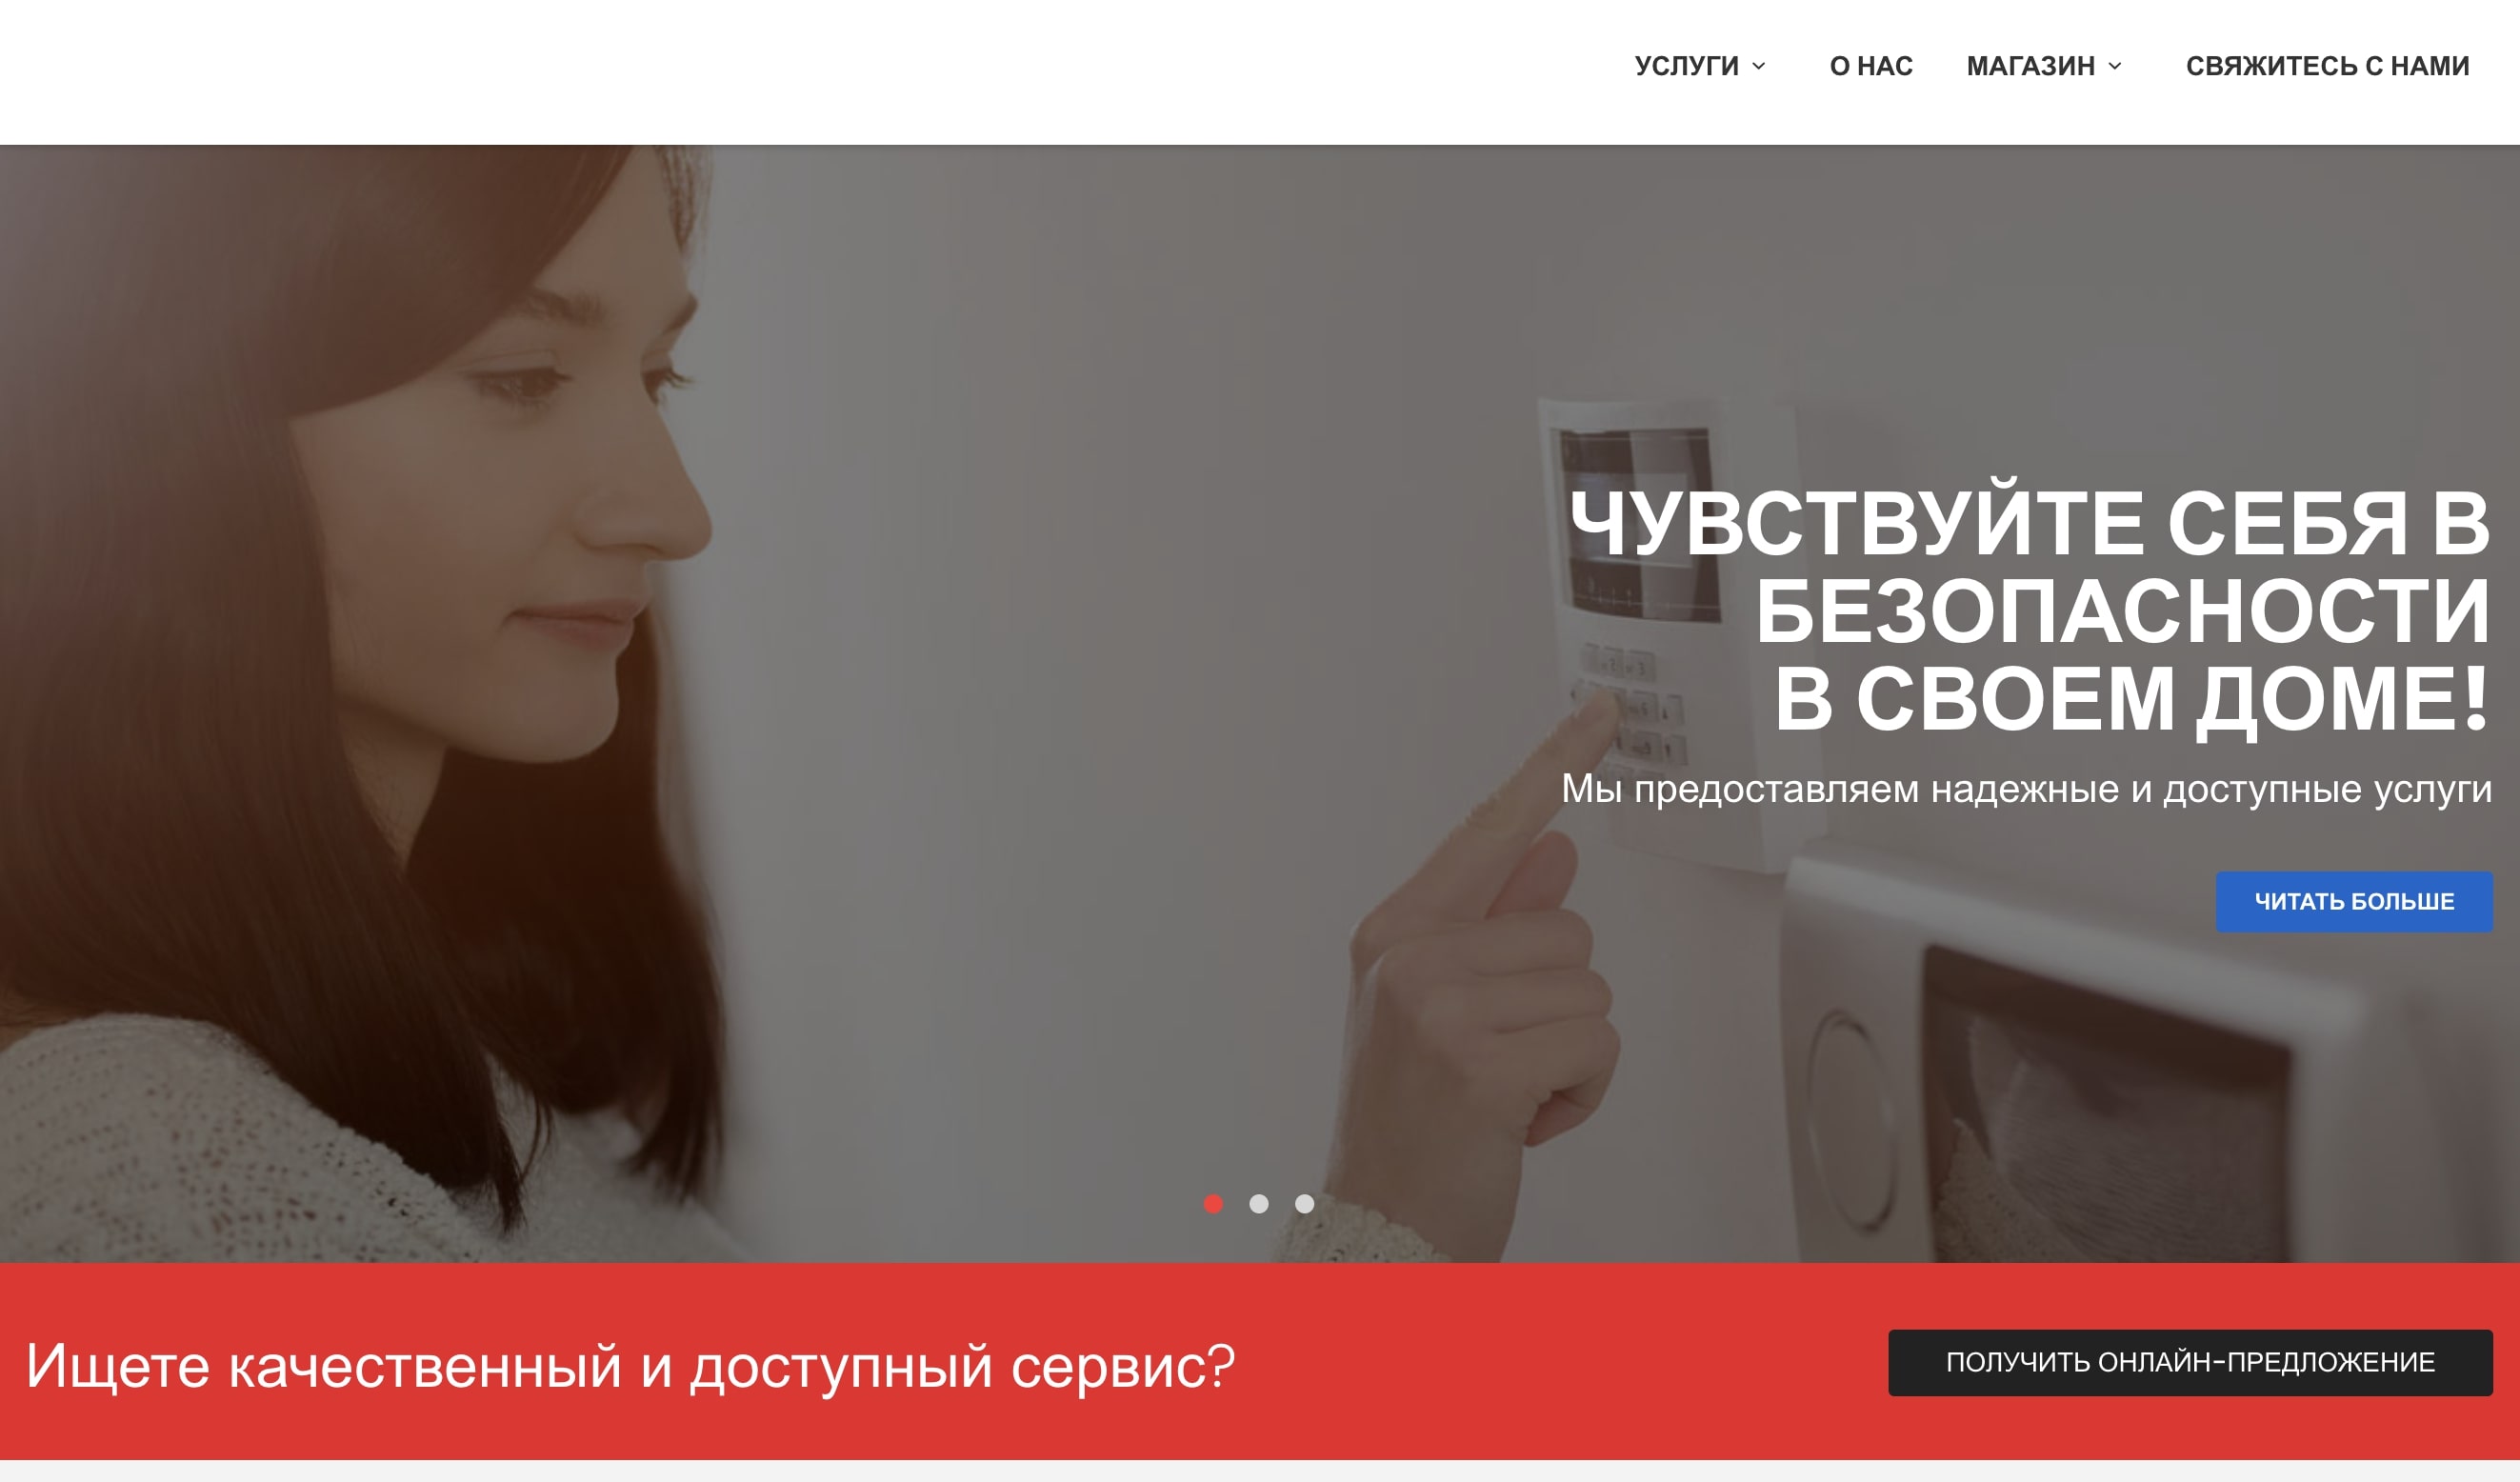 УСЛУГИ О НАС МАГАЗИН СВЯЖИТЕСЬ С НАМИ
ЧУВСТВУЙТЕ СЕБЯ В
БЕЗОПАСНОСТИ
В СВОЕМ ДОМЕ!
Мы предоставляем надежные и доступные услуги
ЧИТАТЬ БОЛЬШЕ
Ищете качественный и доступный сервис?
ПОЛУЧИТЬ ОНЛАЙН-ПРЕДЛОЖЕНИЕ